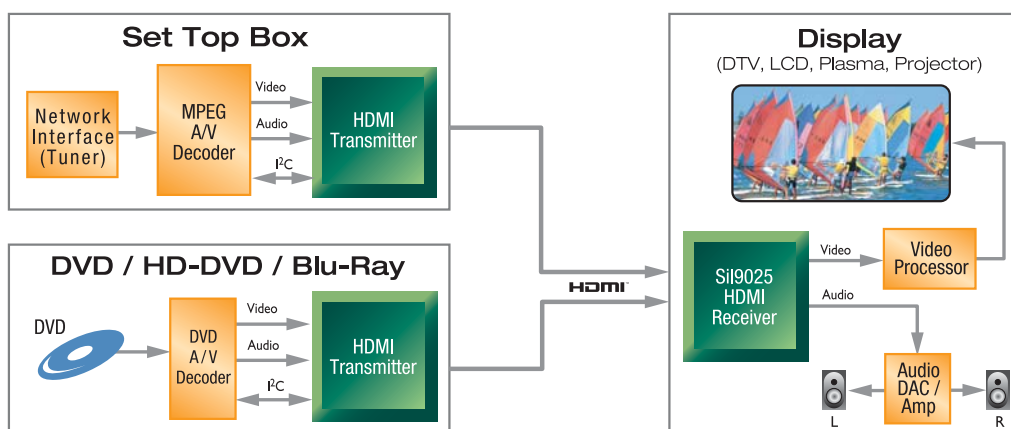 Set Top Box
Network
Interface
(Tuner)
MPEG
A/V
Decoder
Video
Audio
I²C
HDMI
Transmitter
DVD / HD-DVD / Blu-Ray
DVD
DVD
A / V
Decoder
Video
Audio
I²C
HDMI
Transmitter
HDMI™
Display
(DTV, LCD, Plasma, Projector)
SiI9025
HDMI
Receiver
Video
Audio
Video
Processor
Audio
DAC /
Amp
L
R